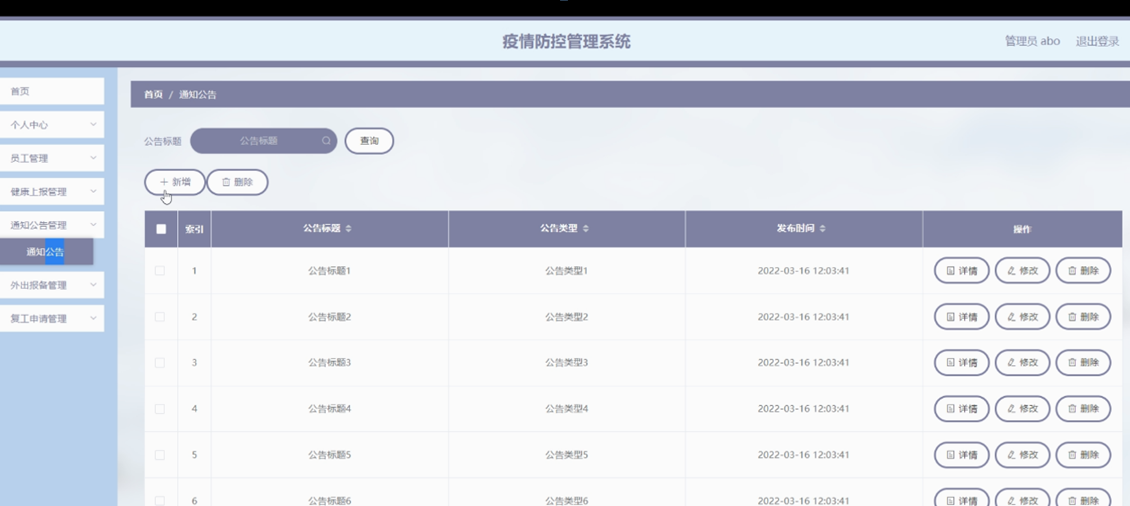 疫情防控管理系统
管理员 abo 退出登录
首页
个人中心
员工管理
健康上报管理
通知公告管理
通知公告
外出报备管理
复工申请管理
首页 / 通知公告
公告标题 公告标题 查询
新增 删除
索引 公告标题 公告类型 发布时间 操作
1 公告标题1 公告类型1 2022-03-16 12:03:41 详情 修改 删除
2 公告标题2 公告类型2 2022-03-16 12:03:41 详情 修改 删除
3 公告标题3 公告类型3 2022-03-16 12:03:41 详情 修改 删除
4 公告标题4 公告类型4 2022-03-16 12:03:41 详情 修改 删除
5 公告标题5 公告类型5 2022-03-16 12:03:41 详情 修改 删除
6 公告标题6 公告类型6 2022-03-16 12:03:41 详情 修改 删除